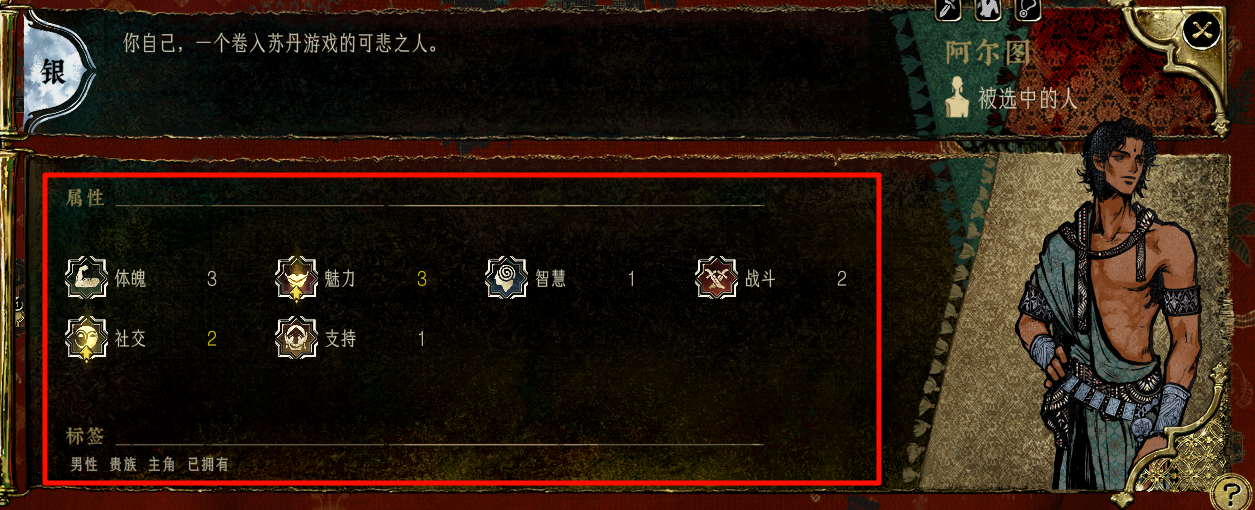 银
你自己，一个卷入苏丹游戏的可悲之人。
阿尔图
被选中的人
属性
体魄 3 魅力 3 智慧 1 战斗 2
社交 2 支持 1
标签
男性 贵族 主角 已拥有
?